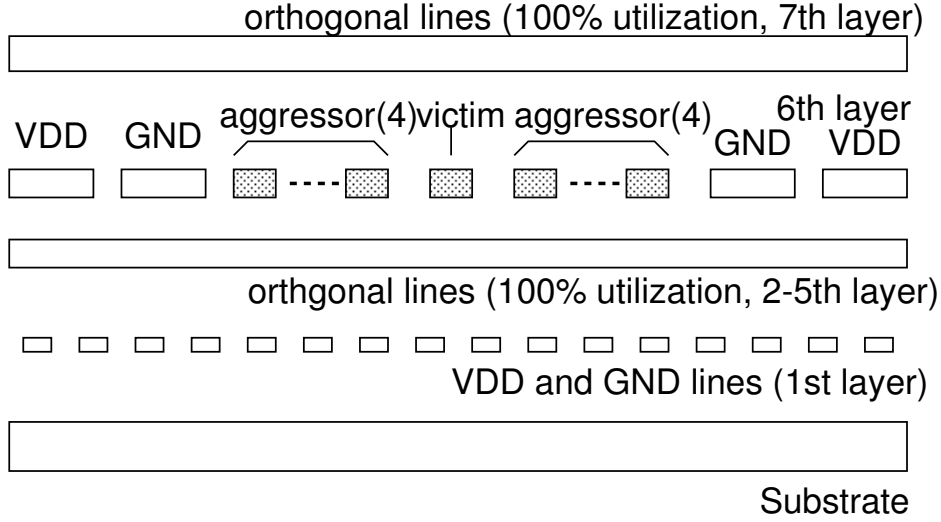 orthogonal lines (100% utilization, 7th layer)
6th layer
VDD GND aggressor(4) victim aggressor(4) GND VDD
orthgonal lines (100% utilization, 2-5th layer)
VDD and GND lines (1st layer)
Substrate